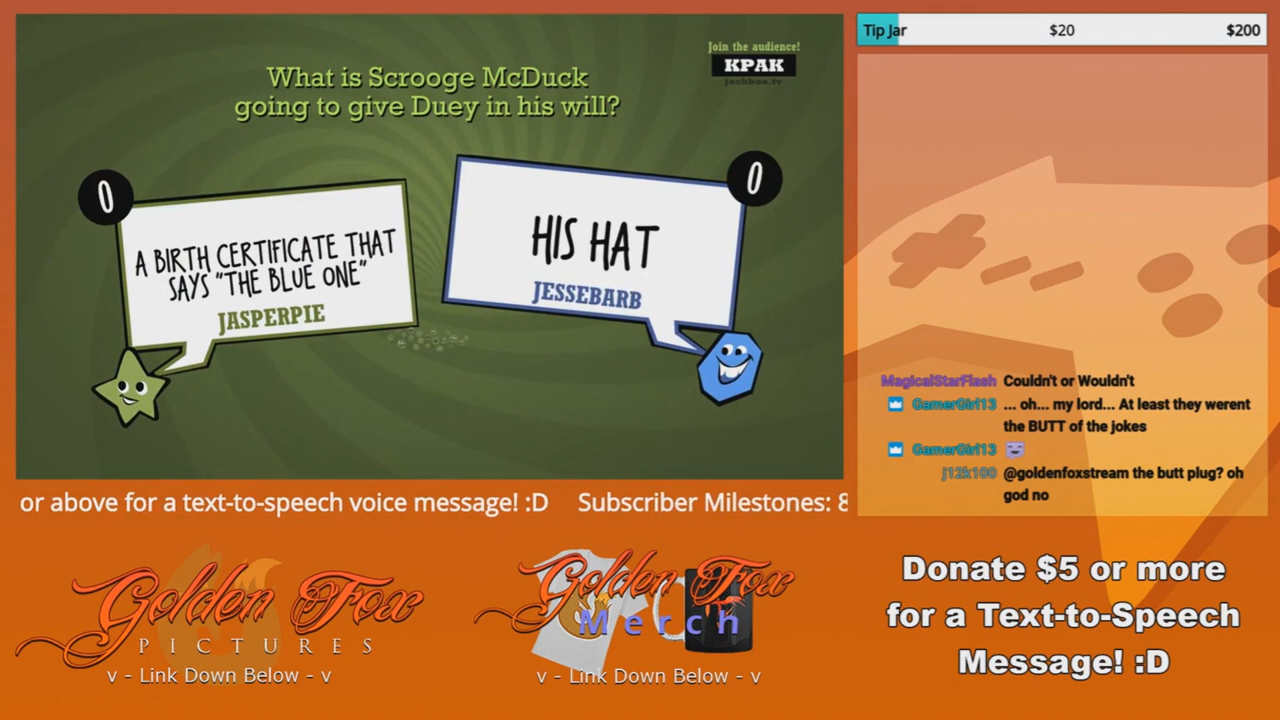 Join the audience!
KPAK
jackbox.tv
What is Scrooge McDuck
going to give Duey in his will?
0
A BIRTH CERTIFICATE THAT
SAYS "THE BLUE ONE"
JASPERPIE
0
HIS HAT
JESSEBARB
Tip Jar $20 $200
MagicalStarFlash Couldn't or Wouldn't
GamerGirl13 ... oh... my lord... At least they werent
the BUTT of the jokes
GamerGirl13
j12k100 @goldenfoxstream the butt plug? oh
god no
or above for a text-to-speech voice message! :D Subscriber Milestones: 8
Golden Fox
PICTURES
v - Link Down Below - v
Golden Fox
Merch
v - Link Down Below - v
Donate $5 or more
for a Text-to-Speech
Message! :D